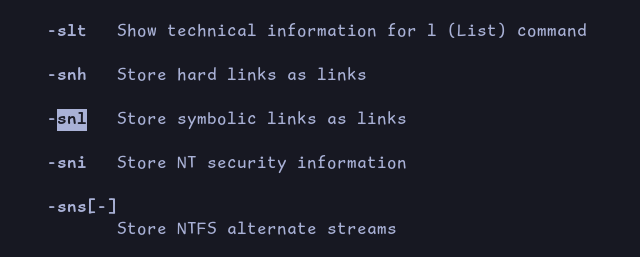 -slt Show technical information for l (List) command
-snh Store hard links as links
-snl Store symbolic links as links
-sni Store NT security information
-sns[-]
Store NTFS alternate streams